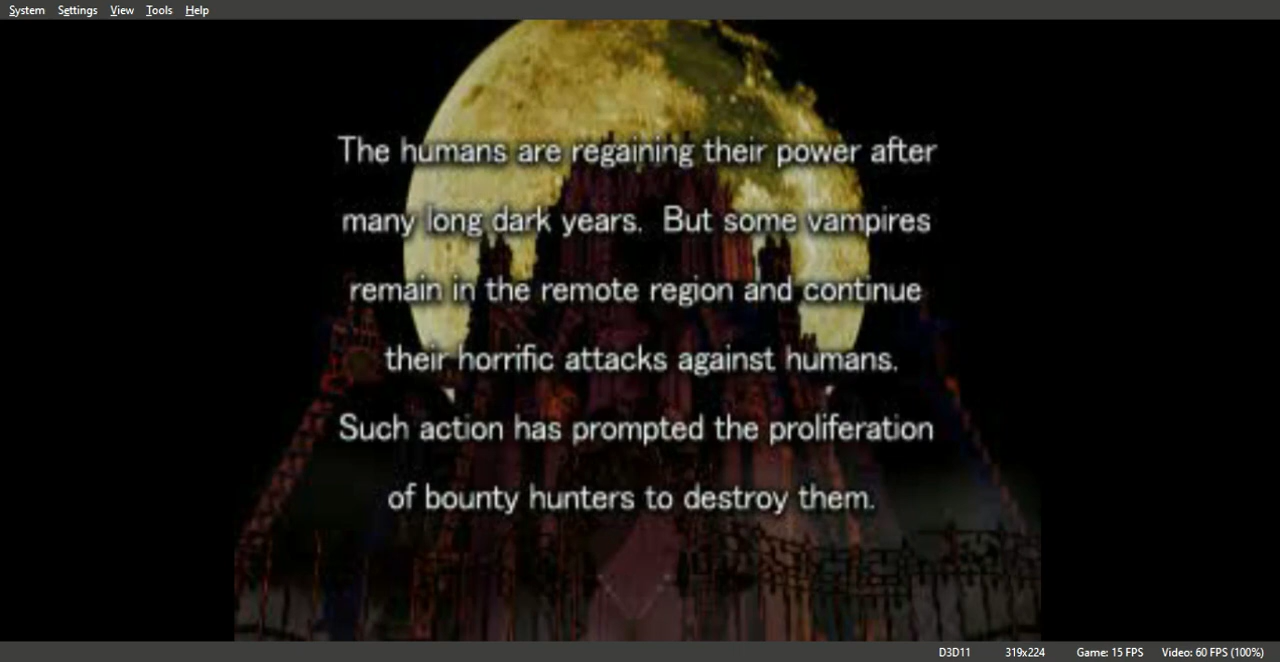 System Settings View Tools Help
The humans are regaining their power after
many long dark years. But some vampires
remain in the remote region and continue
their horrific attacks against humans.
Such action has prompted the proliferation
of bounty hunters to destroy them.
D3D11 319x224 Game: 15 FPS Video: 60 FPS (100%)